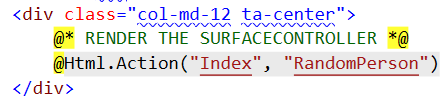 <div class="col-md-12 ta-center">
@* RENDER THE SURFACECONTROLLER *@
@Html.Action("Index", "RandomPerson")
</div>